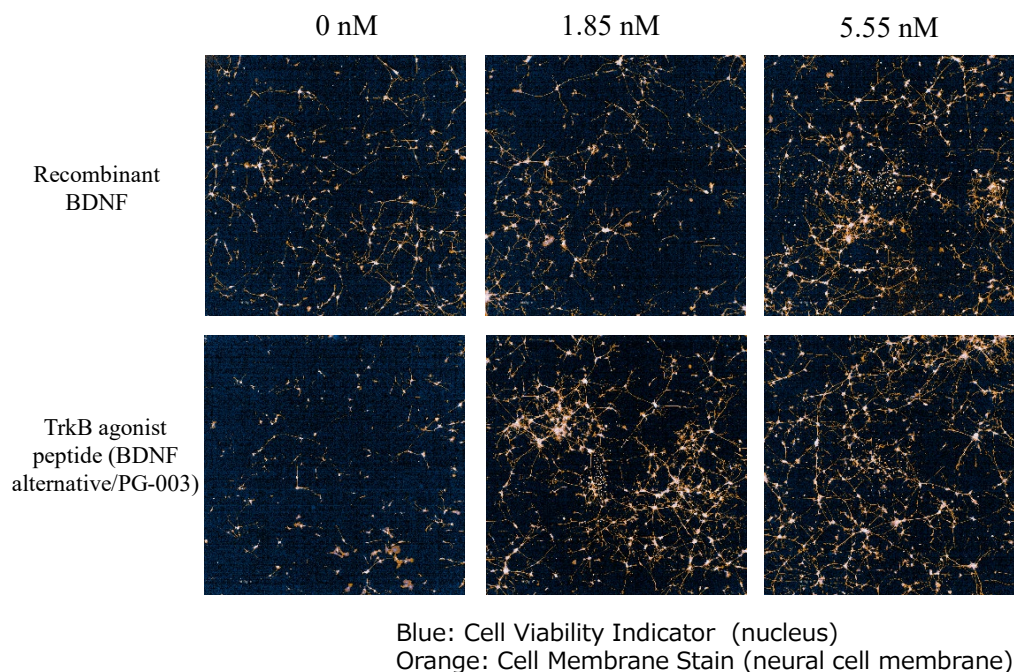 0 nM
1.85 nM
5.55 nM
Recombinant
BDNF
TrkB agonist
peptide (BDNF
alternative/PG-003)
Blue: Cell Viability Indicator (nucleus)
Orange: Cell Membrane Stain (neural cell membrane)